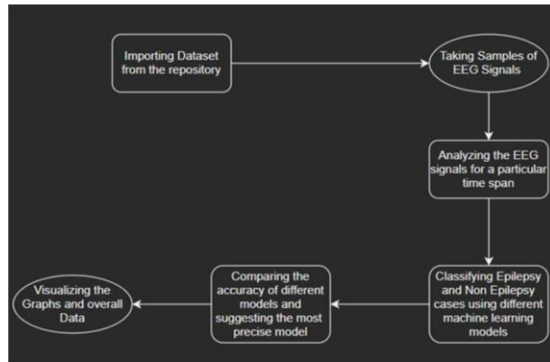 Importing Dataset
from the repository
Taking Samples of
EEG Signals
Analyzing the EEG
signals for a particular
time span
Classifying Epilepsy
and Non Epilepsy
cases using different
machine learning
models
Comparing the
accuracy of different
models and
suggesting the most
precise model
Visualizing the
Graphs and overall
Data